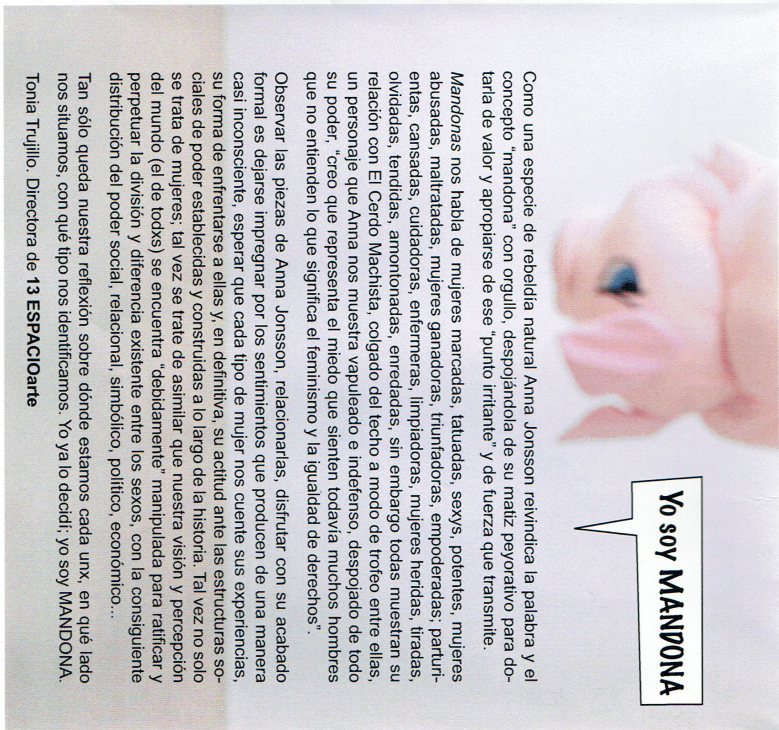 Yo soy MANDONA
Como una especie de rebeldía natural Anna Jonsson reivindica la palabra y el
concepto "mandona" con orgullo, despojándola de su matiz peyorativo para do-
tarla de valor y apropiarse de ese "punto irritante" y de fuerza que transmite.
Mandonas nos habla de mujeres marcadas, tatuadas, sexys, potentes, mujeres
abusadas, maltratadas, mujeres ganadoras, triunfadoras, empoderadas; parturi-
entas, cansadas, cuidadoras, enfermeras, limpiadoras, mujeres heridas, tiradas,
olvidadas, tendidas, amontonadas, enredadas, sin embargo todas muestran su
relación con El Cerdo Machista, colgado del techo a modo de trofeo entre ellas,
un personaje que Anna nos muestra vapuleado e indefenso, despojado de todo
su poder, "creo que representa el miedo que sienten todavía muchos hombres
que no entienden lo que significa el feminismo y la igualdad de derechos".
Observar las piezas de Anna Jonsson, relacionarlas, disfrutar con su acabado
formal es dejarse impregnar por los sentimientos que producen de una manera
casi inconsciente, esperar que cada tipo de mujer nos cuente sus experiencias,
su forma de enfrentarse a ellas y, en definitiva, su actitud ante las estructuras so-
ciales de poder establecidas y construidas a lo largo de la historia. Tal vez no solo
se trata de mujeres; tal vez se trate de asimilar que nuestra visión y percepción
del mundo (el de todxs) se encuentra "debidamente" manipulada para ratificar y
perpetuar la división y diferencia existente entre los sexos, con la consiguiente
distribución del poder social, relacional, simbólico, político, económico...
Tan sólo queda nuestra reflexión sobre dónde estamos cada unx, en qué lado
nos situamos, con qué tipo nos identificamos. Yo ya lo decidí; yo soy MANDONA.
Tonia Trujillo. Directora de 13 ESPACIOarte